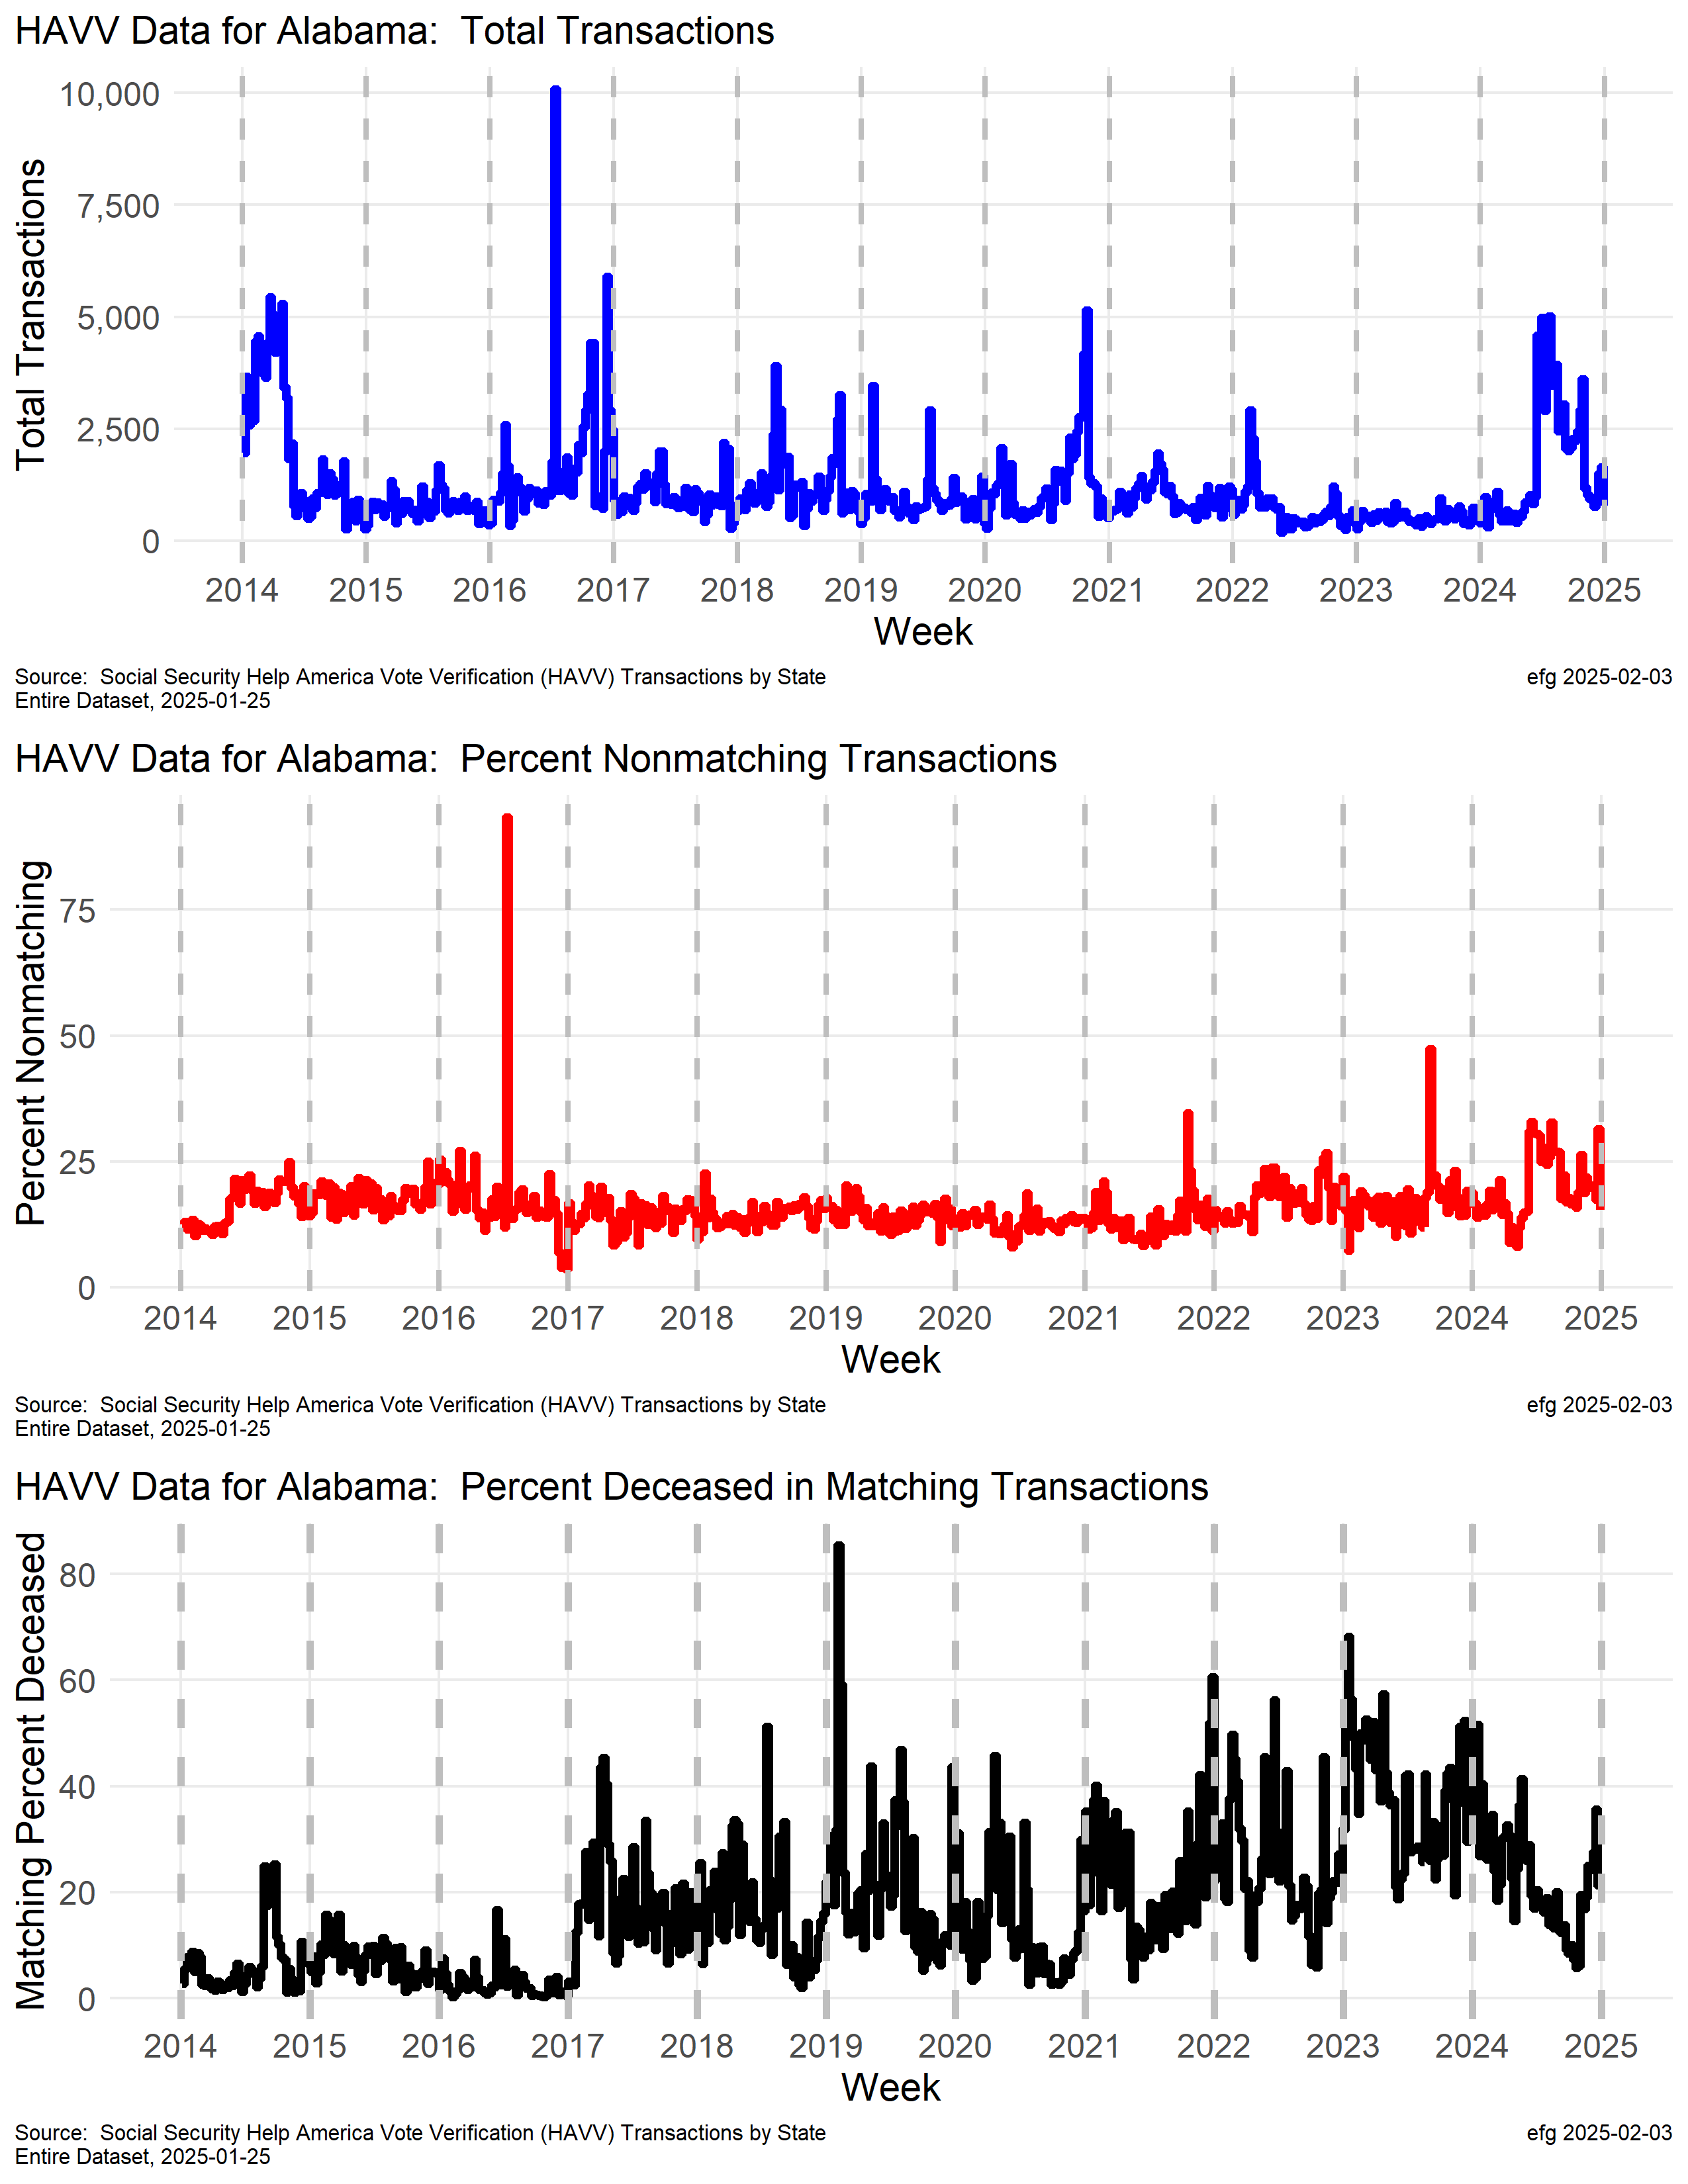 HAVV Data for Alabama:  Total Transactions
Total Transactions
10,000
7,500
5,000
2,500
0
2014 2015 2016 2017 2018 2019 2020 2021 2022 2023 2024 2025
Week
Source:  Social Security Help America Vote Verification (HAVV) Transactions by State efg 2025-02-03
Entire Dataset, 2025-01-25
HAVV Data for Alabama:  Percent Nonmatching Transactions
Percent Nonmatching
75
50
25
0
2014 2015 2016 2017 2018 2019 2020 2021 2022 2023 2024 2025
Week
Source:  Social Security Help America Vote Verification (HAVV) Transactions by State efg 2025-02-03
Entire Dataset, 2025-01-25
HAVV Data for Alabama:  Percent Deceased in Matching Transactions
Matching Percent Deceased
80
60
40
20
0
2014 2015 2016 2017 2018 2019 2020 2021 2022 2023 2024 2025
Week
Source:  Social Security Help America Vote Verification (HAVV) Transactions by State efg 2025-02-03
Entire Dataset, 2025-01-25